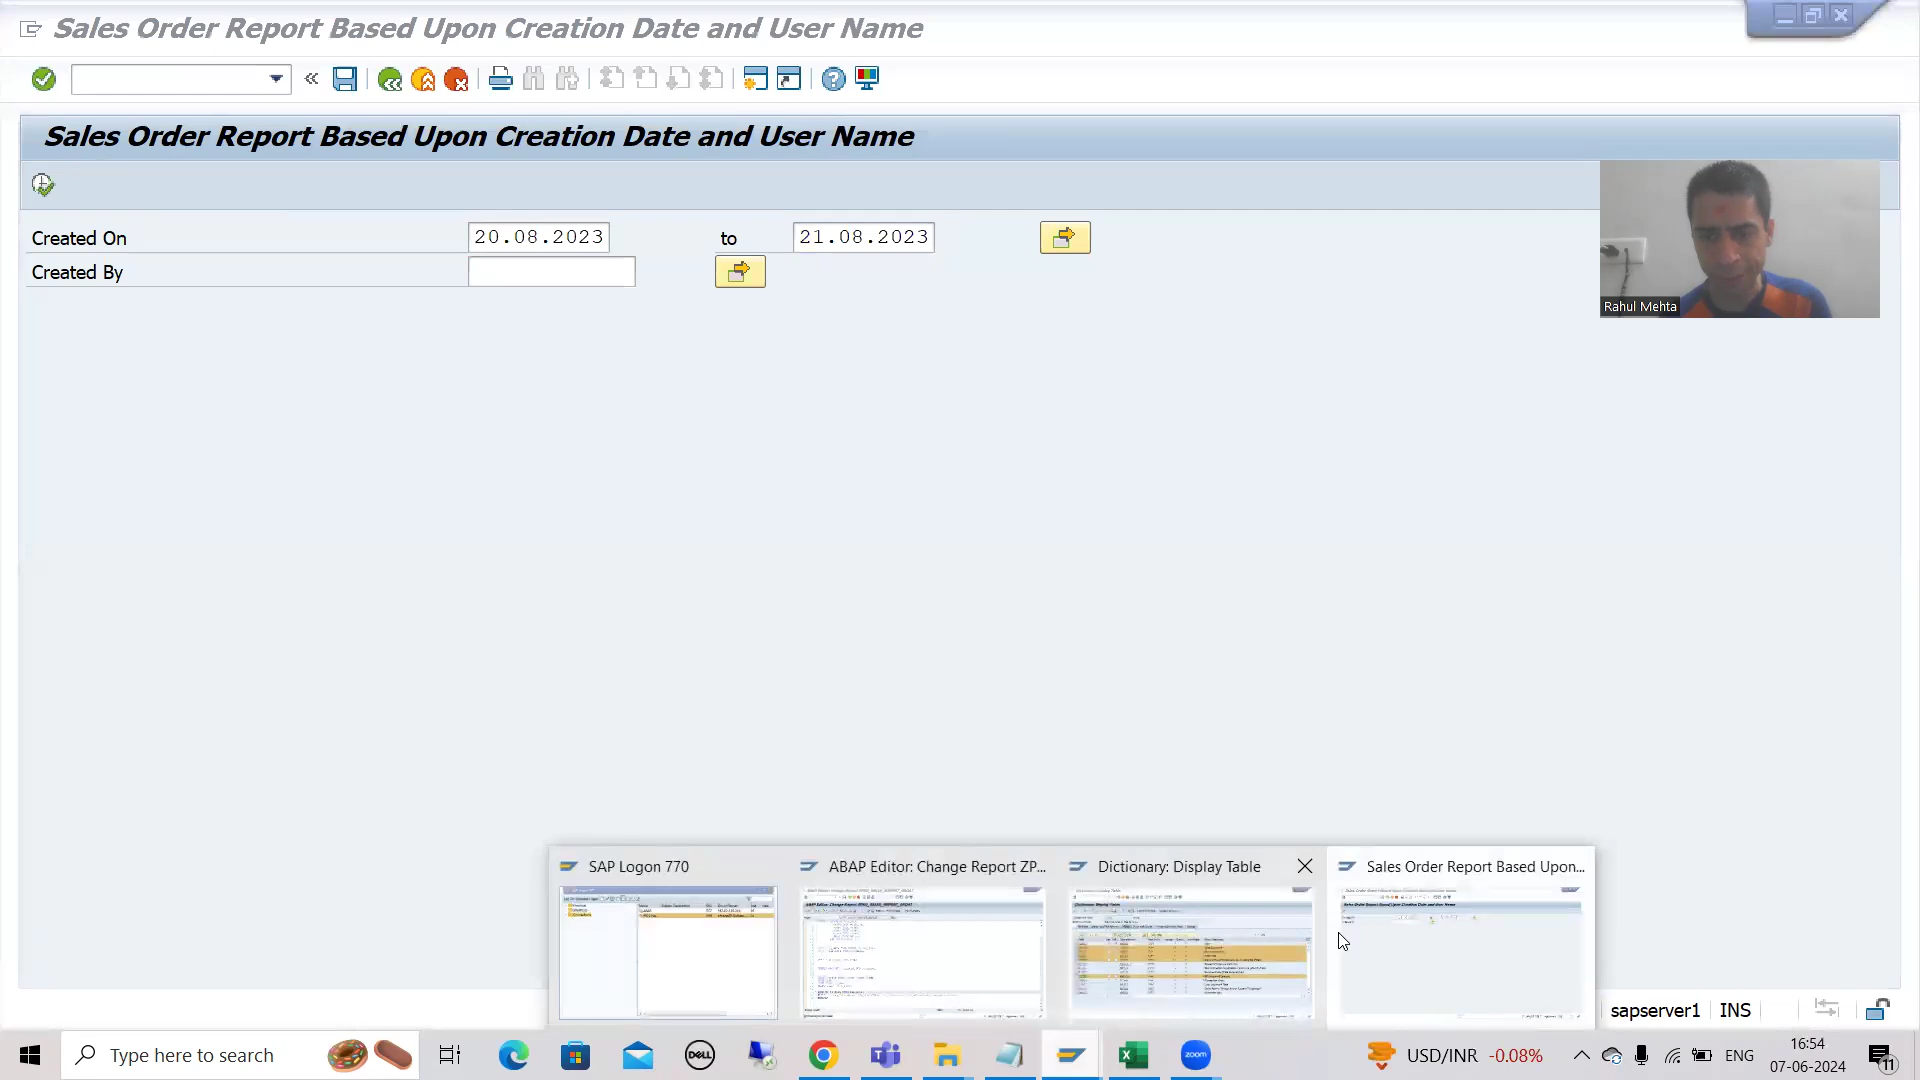 Sales Order Report Based Upon Creation Date and User Name
Sales Order Report Based Upon Creation Date and User Name
Created On 20.08.2023 to 21.08.2023
Created By
Rahul Mehta
SAP Logon 770
ABAP Editor: Change Report ZP...
Dictionary: Display Table
Sales Order Report Based Upon...
sapserver1 INS
Type here to search
DELL
zoom
USD/INR -0.08%
ENG
16:54
07-06-2024
11